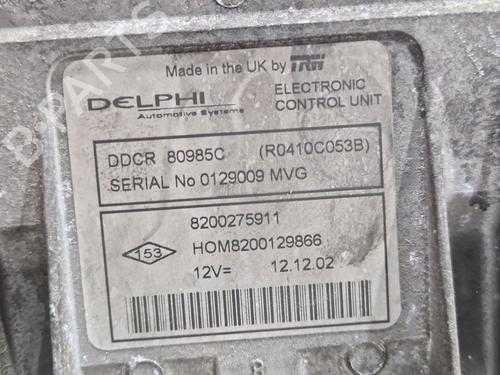 Made in the UK by TRW
DELPHI
Automotive Systems
ELECTRONIC
CONTROL UNIT
DDCR 80985C (R0410C053B)
SERIAL No 0129009 MVG
8200275911
153
HOM8200129866
12V= 12.12.02